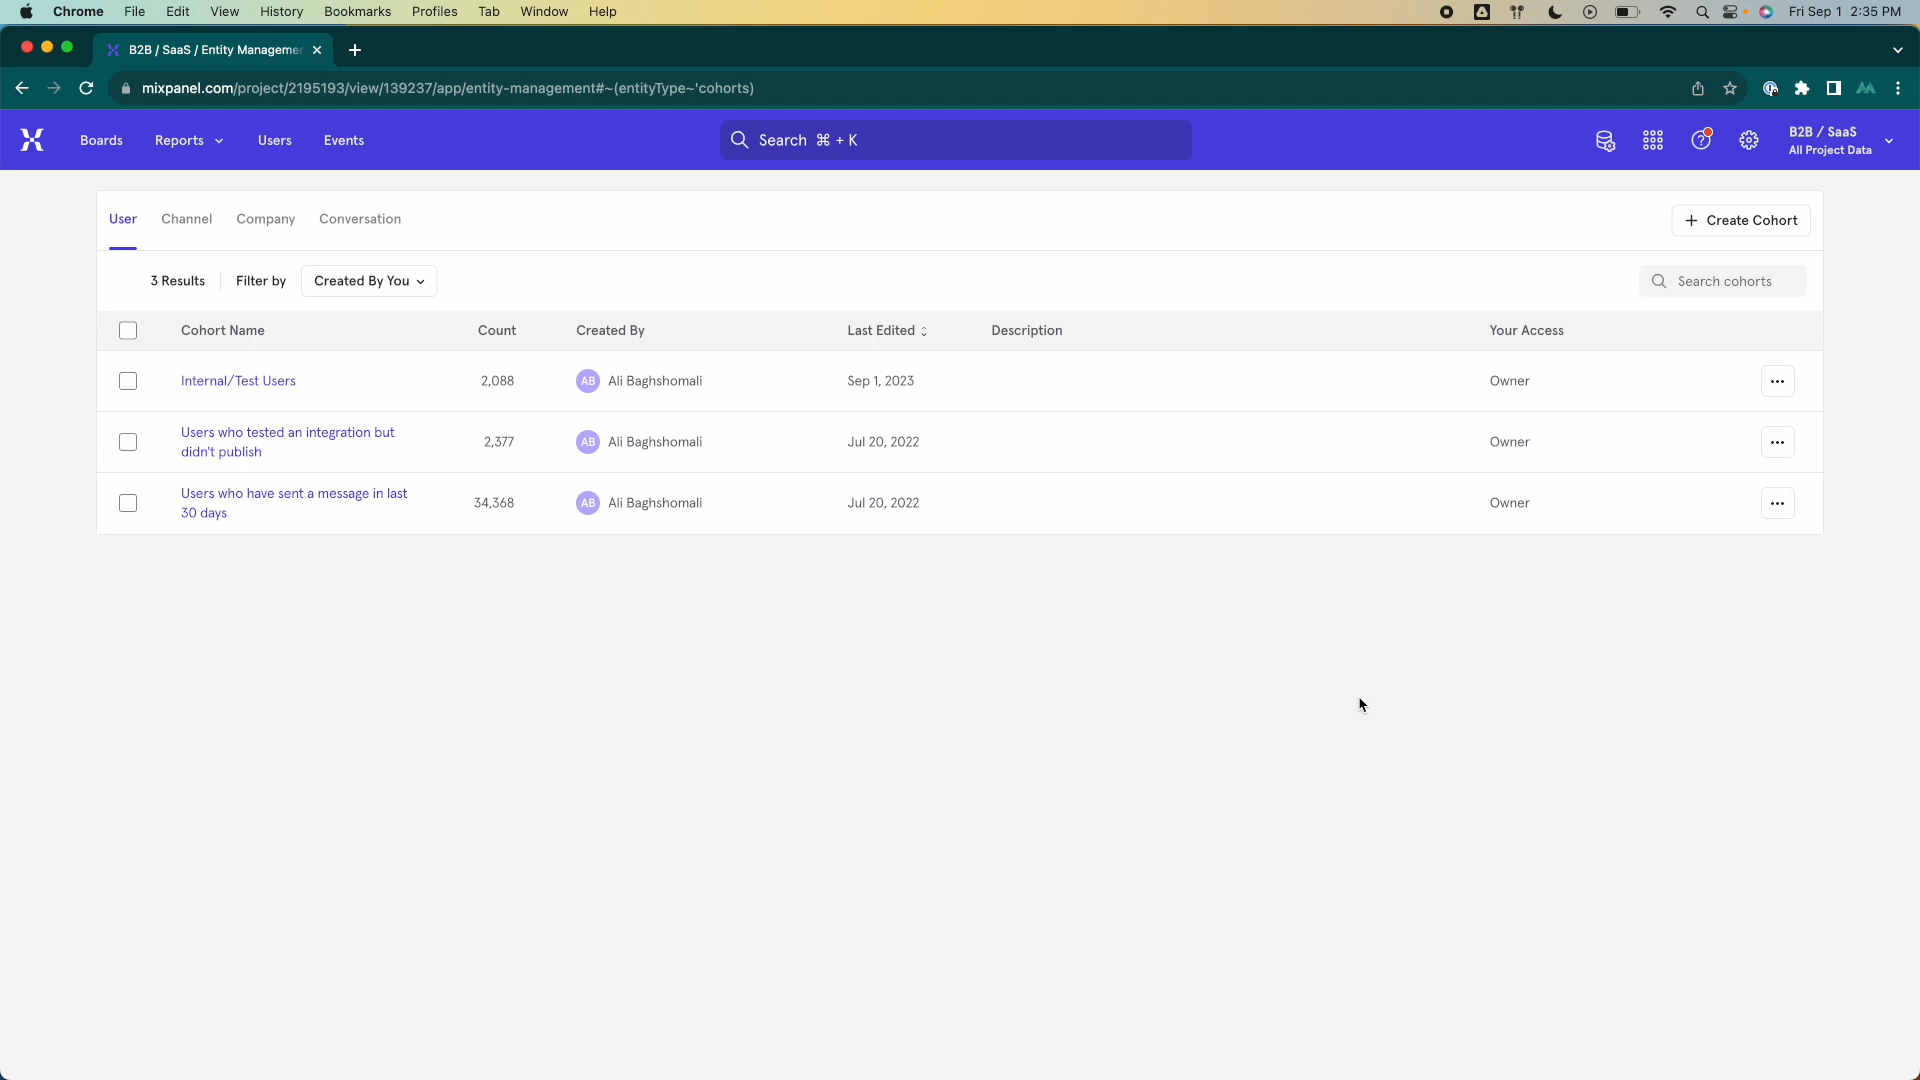 Chrome File Edit View History Bookmarks Profiles Tab Window Help Fri Sep 1 2:35 PM
B2B / SaaS / Entity Managemen
mixpanel.com/project/2195193/view/139237/app/entity-management#~(entityType~'cohorts)
Boards Reports Users Events Search ⌘ + K B2B / SaaS
All Project Data
User Channel Company Conversation + Create Cohort
3 Results Filter by Created By You Search cohorts
Cohort Name Count Created By Last Edited Description Your Access
Internal/Test Users 2,088 AB Ali Baghshomali Sep 1, 2023 Owner
Users who tested an integration but
didn't publish 2,377 AB Ali Baghshomali Jul 20, 2022 Owner
Users who have sent a message in last
30 days 34,368 AB Ali Baghshomali Jul 20, 2022 Owner